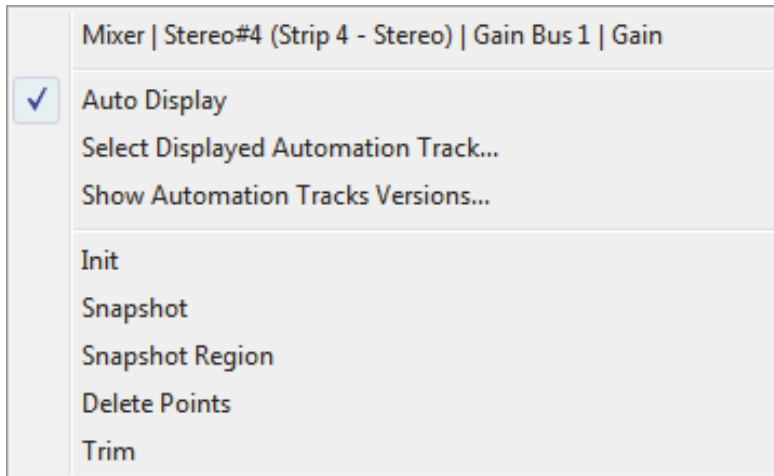 Mixer | Stereo#4 (Strip 4 - Stereo) | Gain Bus 1 | Gain
Auto Display
Select Displayed Automation Track...
Show Automation Tracks Versions...
Init
Snapshot
Snapshot Region
Delete Points
Trim